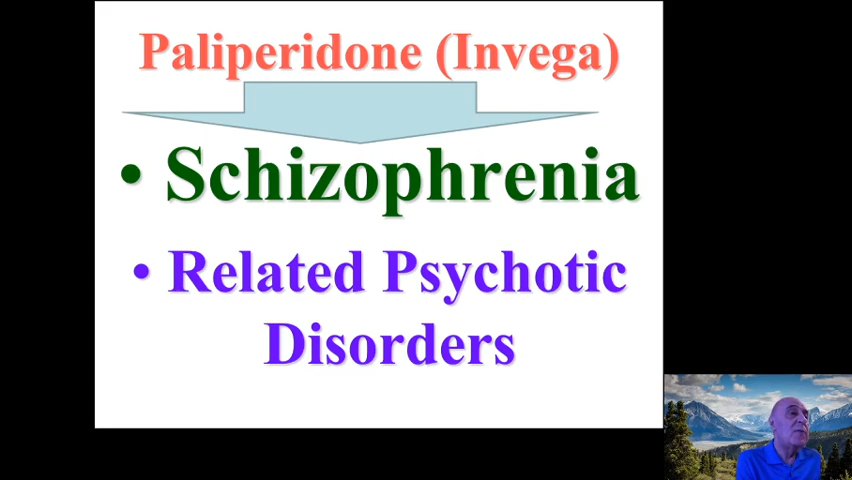 Paliperidone (Invega)
• Schizophrenia
• Related Psychotic
Disorders